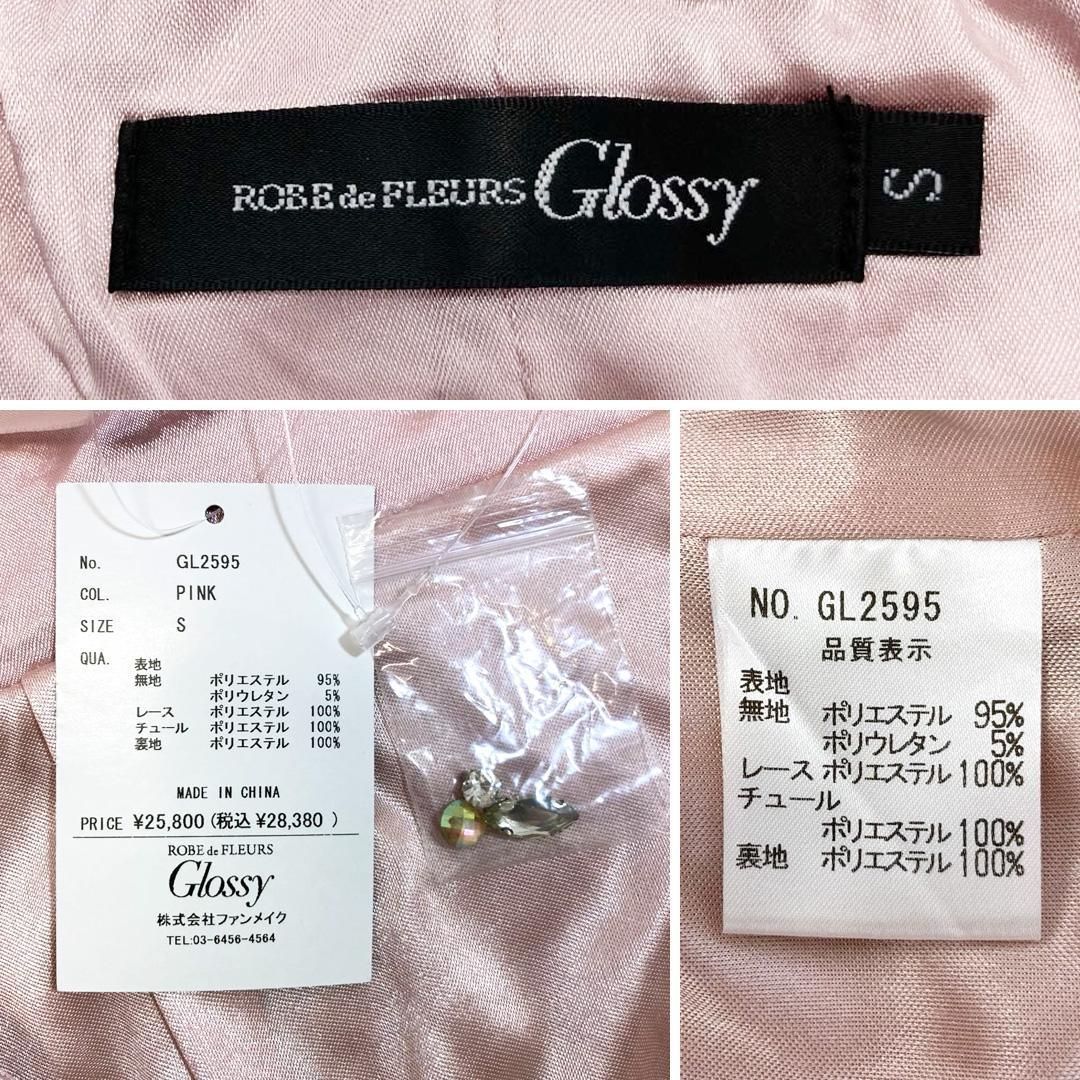 ROBE de FLEURS Glossy
S
No. GL2595
COL. PINK
SIZE S
QUA. 表地
無地 ポリエステル 95%
ポリウレタン 5%
レース ポリエステル 100%
チュール ポリエステル 100%
裏地 ポリエステル 100%
MADE IN CHINA
PRICE ¥25,800(税込 ¥28,380 )
ROBE de FLEURS
Glossy
株式会社ファンメイク
TEL:03-6456-4564
NO. GL2595
品質表示
表地
無地 ポリエステル 95%
ポリウレタン 5%
レース ポリエステル 100%
チュール
ポリエステル 100%
裏地 ポリエステル 100%